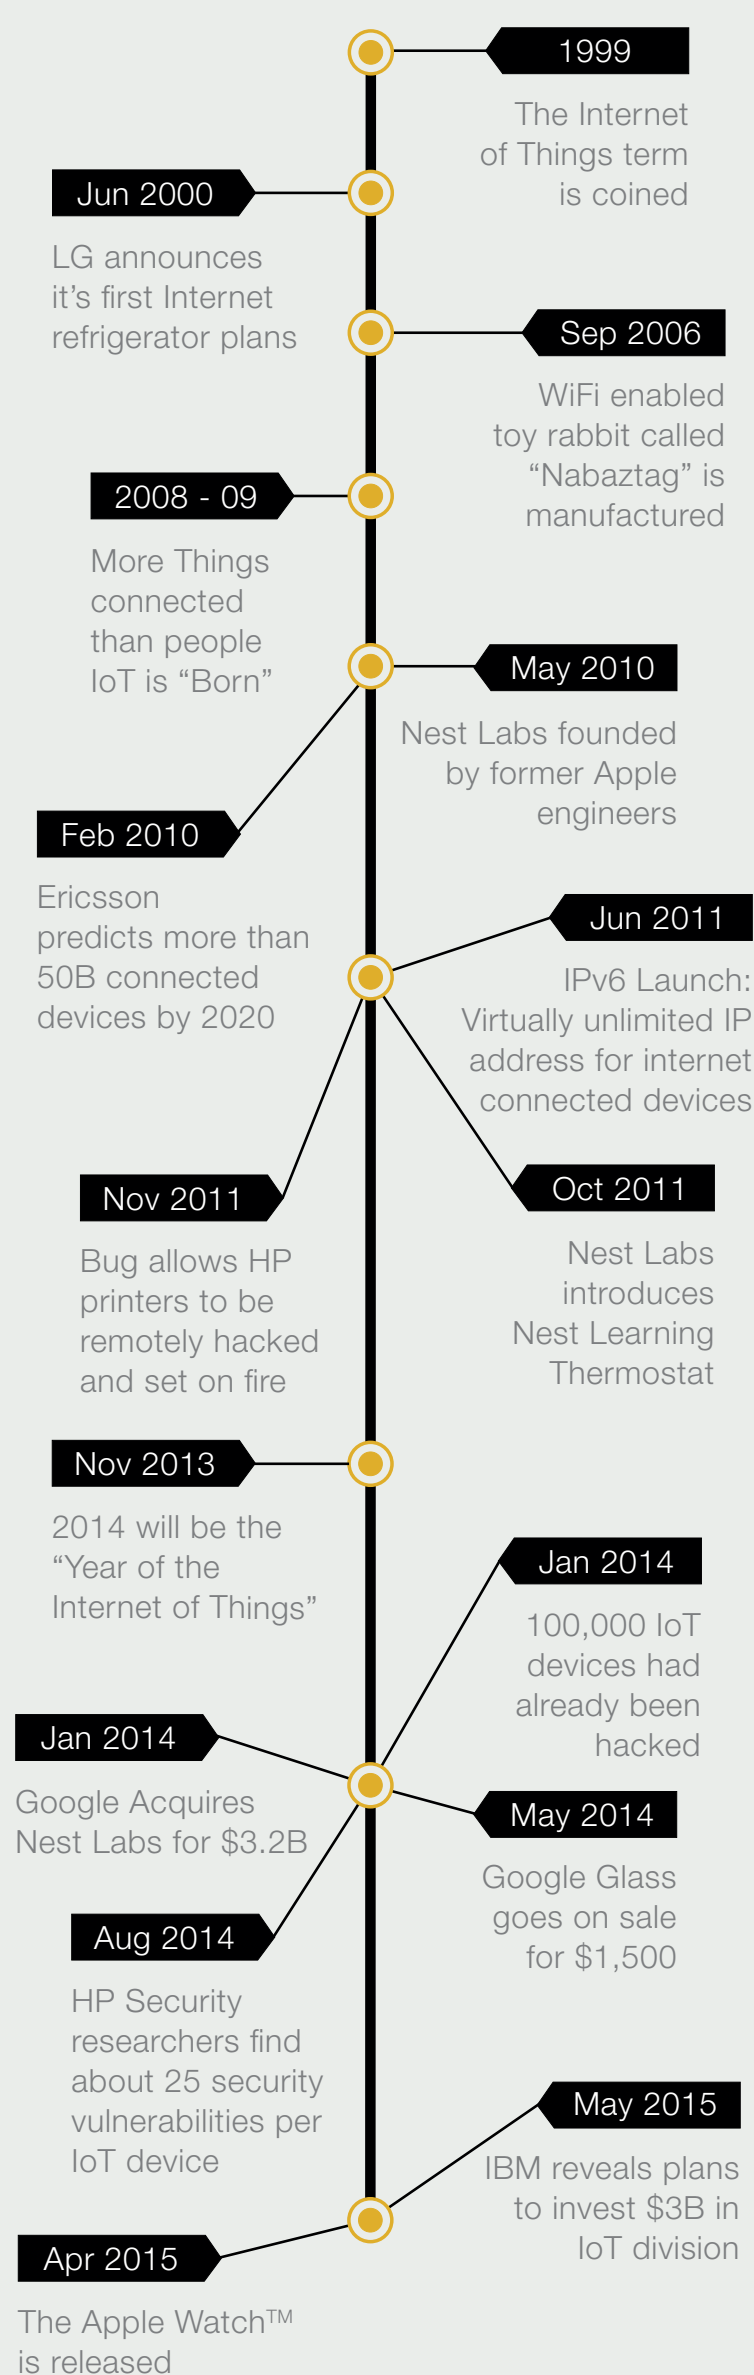 1999
The Internet
of Things term
is coined
Jun 2000
LG announces
it’s first Internet
refrigerator plans
Sep 2006
WiFi enabled
toy rabbit called
“Nabaztag” is
manufactured
2008 - 09
More Things
connected
than people
IoT is “Born”
May 2010
Nest Labs founded
by former Apple
engineers
Feb 2010
Ericsson
predicts more than
50B connected
devices by 2020
Jun 2011
IPv6 Launch:
Virtually unlimited IP
address for internet
connected devices
Nov 2011
Bug allows HP
printers to be
remotely hacked
and set on fire
Oct 2011
Nest Labs
introduces
Nest Learning
Thermostat
Nov 2013
2014 will be the
“Year of the
Internet of Things”
Jan 2014
100,000 IoT
devices had
already been
hacked
Jan 2014
Google Acquires
Nest Labs for $3.2B
May 2014
Google Glass
goes on sale
for $1,500
Aug 2014
HP Security
researchers find
about 25 security
vulnerabilities per
IoT device
May 2015
IBM reveals plans
to invest $3B in
IoT division
Apr 2015
The Apple Watch™
is released